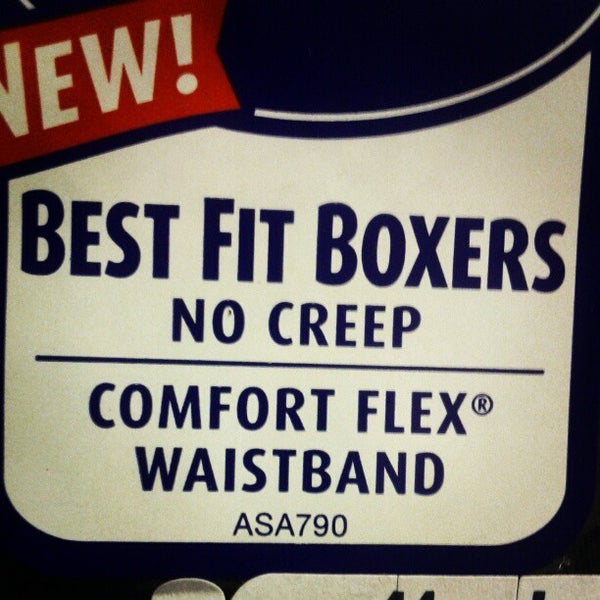 NEW!
BEST FIT BOXERS
NO CREEP
COMFORT FLEX®
WAISTBAND
ASA790